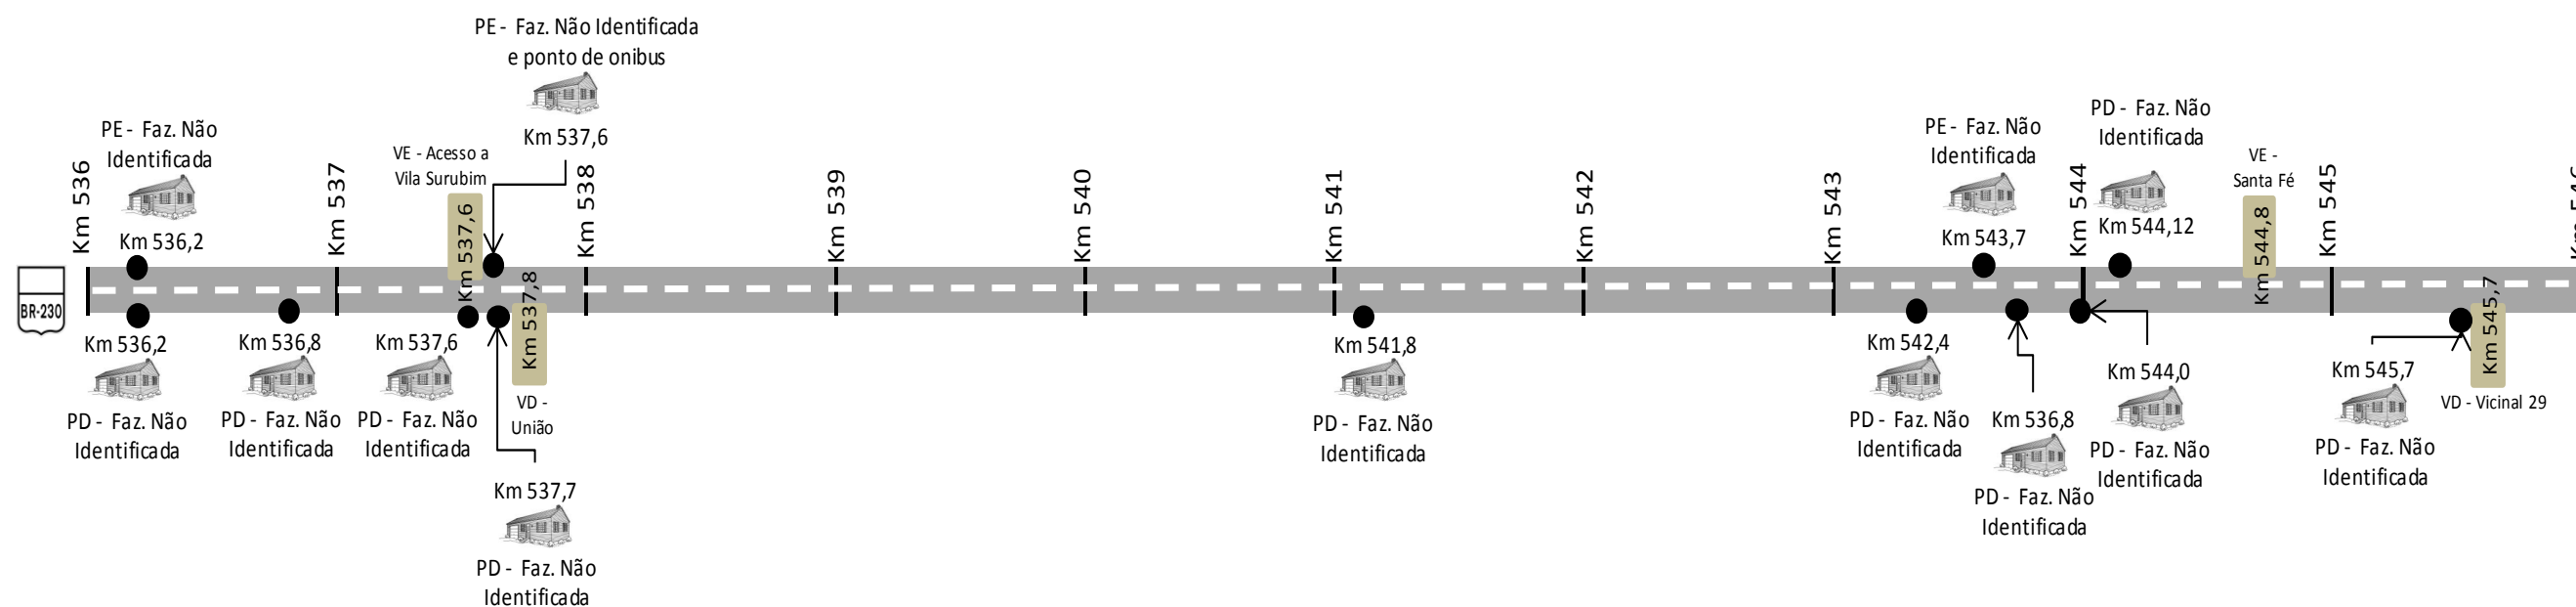 PE - Faz. Não Identificada
e ponto de onibus
Km 537,6
PE - Faz. Não
Identificada
Km 536,2
VE - Acesso a
Vila Surubim
Km 537,6
PE - Faz. Não
Identificada
Km 543,7
PD - Faz. Não
Identificada
Km 544,12
VE -
Santa Fé
Km 544,8
Km 536
Km 537
Km 538
Km 539
Km 540
Km 541
Km 542
Km 543
Km 544
Km 545
BR-230
Km 536,2
PD - Faz. Não
Identificada
Km 536,8
PD - Faz. Não
Identificada
Km 537,6
PD - Faz. Não
Identificada
Km 537,8
VD -
União
Km 537,7
PD - Faz. Não
Identificada
Km 541,8
PD - Faz. Não
Identificada
Km 542,4
PD - Faz. Não
Identificada
Km 536,8
PD - Faz. Não
Identificada
Km 544,0
PD - Faz. Não
Identificada
Km 545,7
PD - Faz. Não
Identificada
Km 545,7
VD - Vicinal 29